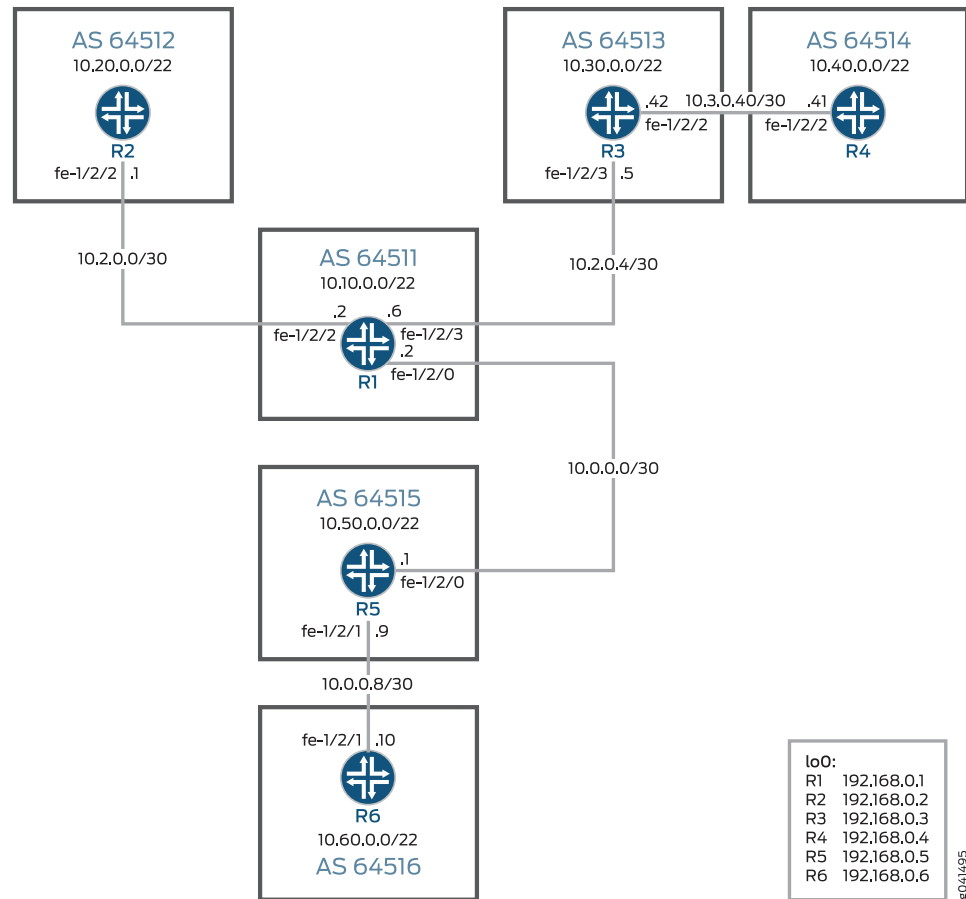 AS 64512
10.20.0.0/22
R2
fe-1/2/2 .1
AS 64513
10.30.0.0/22
.42
fe-1/2/2
R3
fe-1/2/3 .5
10.3.0.40/30
AS 64514
10.40.0.0/22
.41
fe-1/2/2
R4
10.2.0.0/30
10.2.0.4/30
AS 64511
10.10.0.0/22
.2 .6
fe-1/2/2 fe-1/2/3
.2
fe-1/2/0
R1
10.0.0.0/30
AS 64515
10.50.0.0/22
.1
fe-1/2/0
R5
fe-1/2/1 .9
10.0.0.8/30
fe-1/2/1 .10
R6
10.60.0.0/22
AS 64516
lo0:
R1 192.168.0.1
R2 192.168.0.2
R3 192.168.0.3
R4 192.168.0.4
R5 192.168.0.5
R6 192.168.0.6
g041495